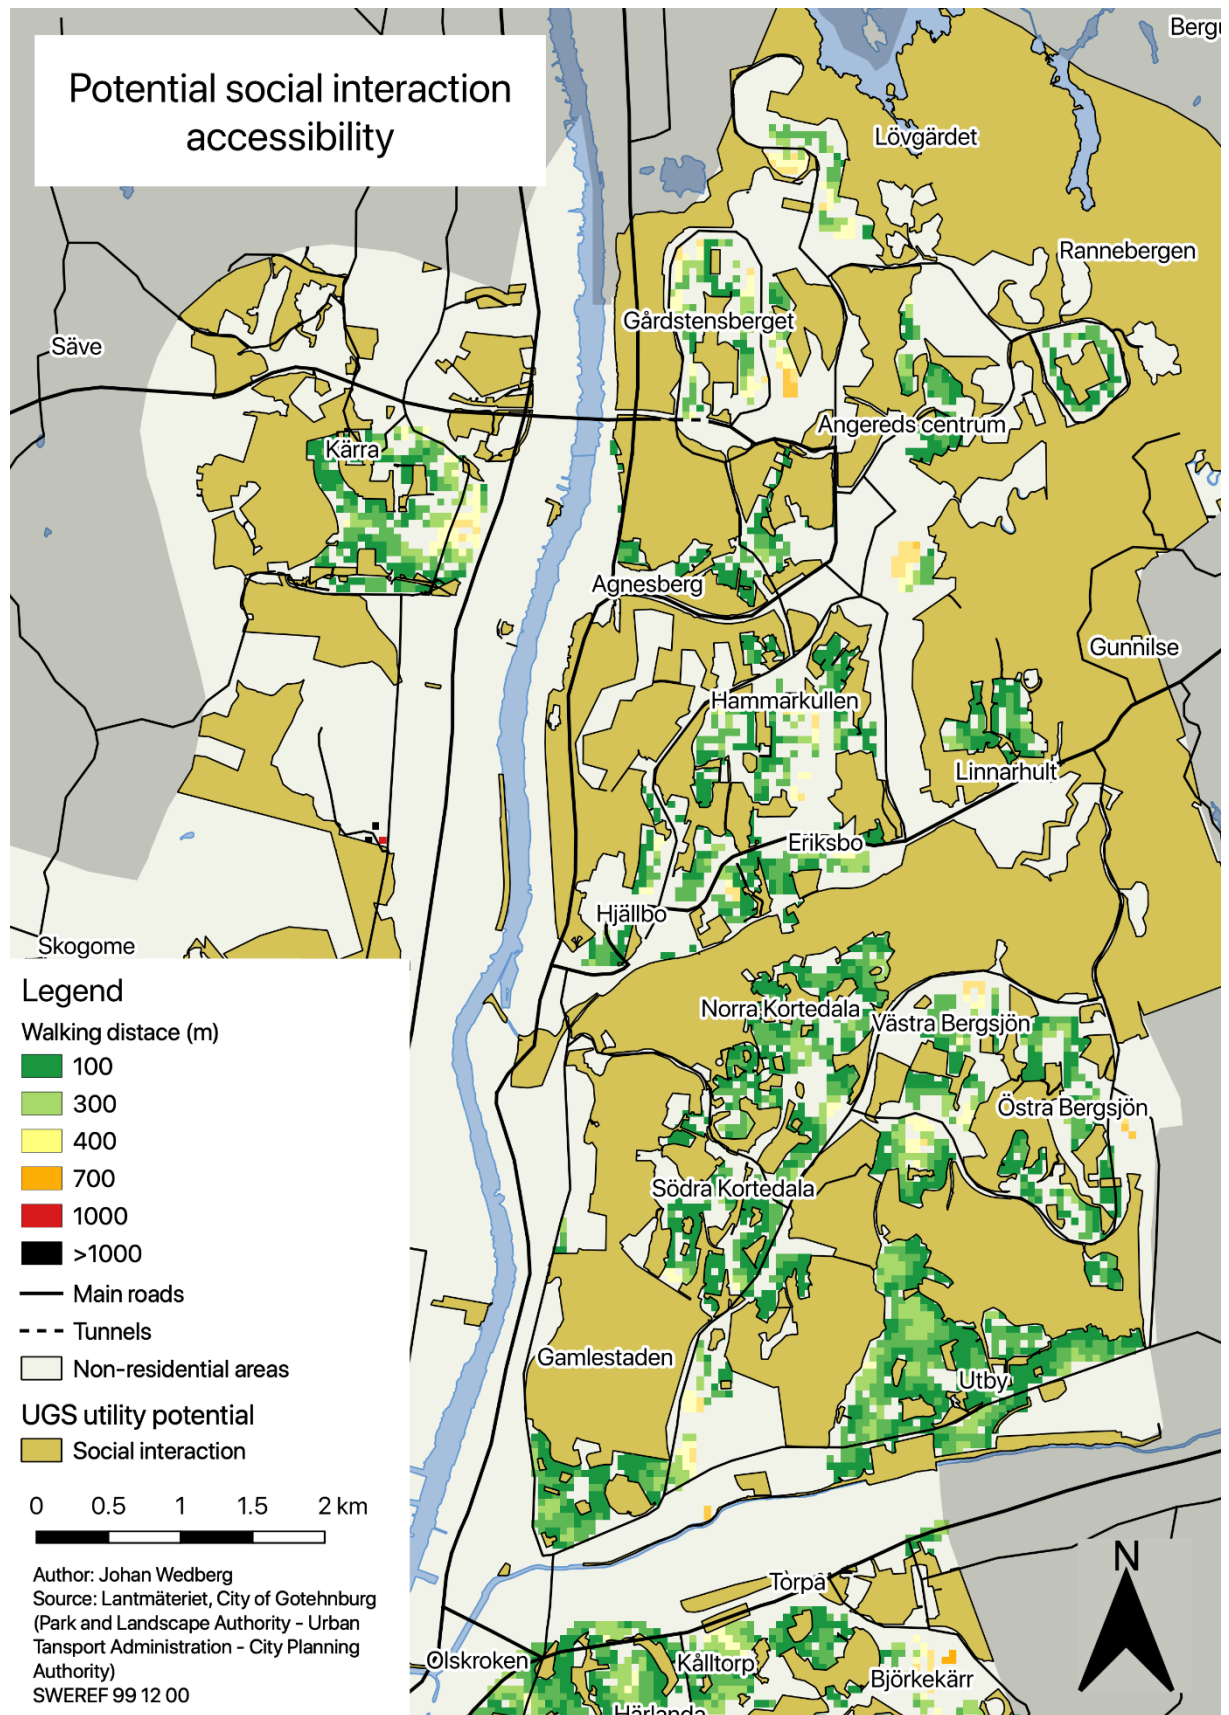 Potential social interaction
accessibility
Lövgärdet
Rannebergen
Gårdstensberget
Säve
Angereds centrum
Kärra
Agnesberg
Gunnilse
Hammarkullen
Linnarhult
Eriksbo
Hjällbo
Skogome
Norra Kortedala
Västra Bergsjön
Östra Bergsjön
Södra Kortedala
Gamlestaden
Utby
Torpa
Olskroken
Kålltorp
Björkekärr
Härlanda
Legend
Walking distace (m)
100
300
400
700
1000
>1000
Main roads
Tunnels
Non-residential areas
UGS utility potential
Social interaction
0 0.5 1 1.5 2 km
Author: Johan Wedberg
Source: Lantmäteriet, City of Gotehnburg
(Park and Landscape Authority - Urban
Tansport Administration - City Planning
Authority)
SWEREF 99 12 00
N